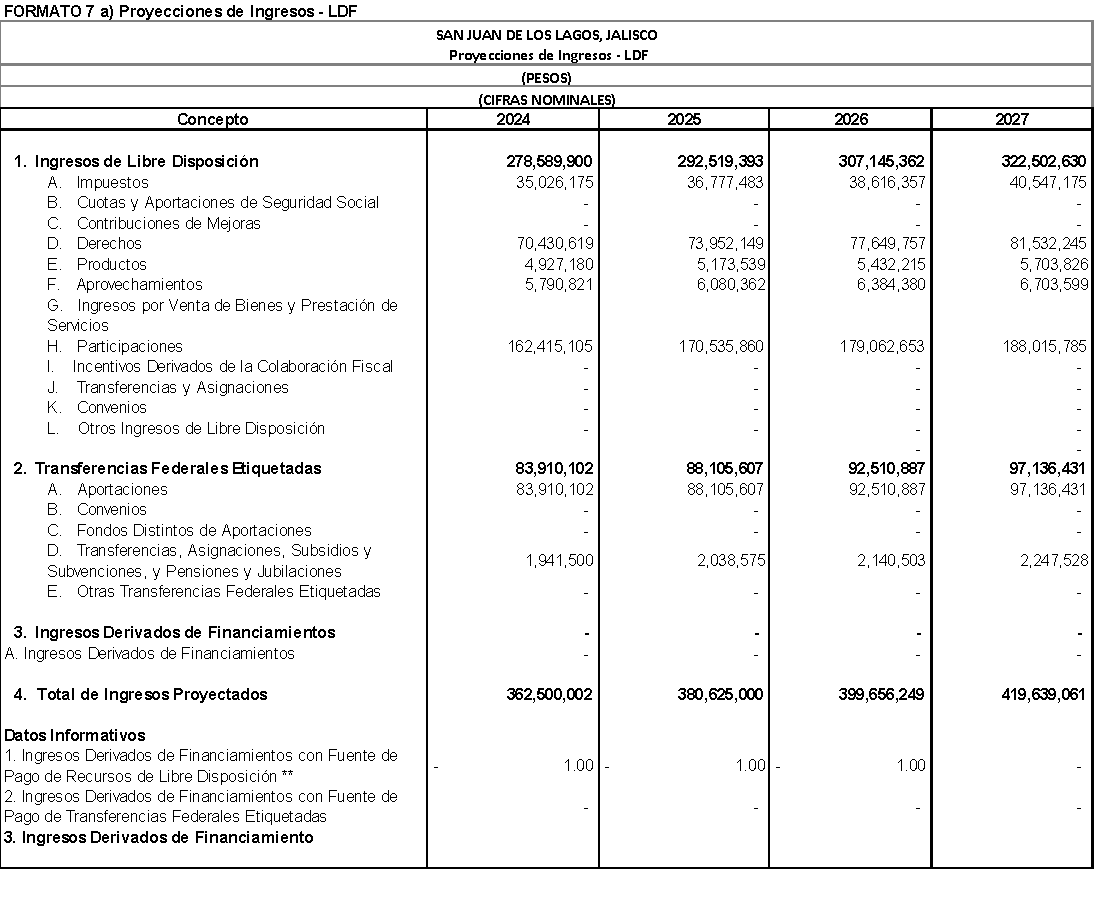 FORMATO 7 a) Proyecciones de Ingresos - LDF
SAN JUAN DE LOS LAGOS, JALISCO
Proyecciones de Ingresos - LDF
(PESOS)
(CIFRAS NOMINALES)
Concepto 2024 2025 2026 2027
1. Ingresos de Libre Disposición 278,589,900 292,519,393 307,145,362 322,502,630
A. Impuestos 35,026,175 36,777,483 38,616,357 40,547,175
B. Cuotas y Aportaciones de Seguridad Social - - - -
C. Contribuciones de Mejoras - - - -
D. Derechos 70,430,619 73,952,149 77,649,757 81,532,245
E. Productos 4,927,180 5,173,539 5,432,215 5,703,826
F. Aprovechamientos 5,790,821 6,080,362 6,384,380 6,703,599
G. Ingresos por Venta de Bienes y Prestación de
Servicios
H. Participaciones 162,415,105 170,535,860 179,062,653 188,015,785
I. Incentivos Derivados de la Colaboración Fiscal - - - -
J. Transferencias y Asignaciones - - - -
K. Convenios - - - -
L. Otros Ingresos de Libre Disposición - - - -
- -
2. Transferencias Federales Etiquetadas 83,910,102 88,105,607 92,510,887 97,136,431
A. Aportaciones 83,910,102 88,105,607 92,510,887 97,136,431
B. Convenios - - - -
C. Fondos Distintos de Aportaciones - - - -
D. Transferencias, Asignaciones, Subsidios y
Subvenciones, y Pensiones y Jubilaciones 1,941,500 2,038,575 2,140,503 2,247,528
E. Otras Transferencias Federales Etiquetadas - - - -
3. Ingresos Derivados de Financiamientos - - - -
A. Ingresos Derivados de Financiamientos - - - -
4. Total de Ingresos Proyectados 362,500,002 380,625,000 399,656,249 419,639,061
Datos Informativos
1. Ingresos Derivados de Financiamientos con Fuente de
Pago de Recursos de Libre Disposición ** - 1.00 - 1.00 - 1.00 -
2. Ingresos Derivados de Financiamientos con Fuente de
Pago de Transferencias Federales Etiquetadas - - - -
3. Ingresos Derivados de Financiamiento